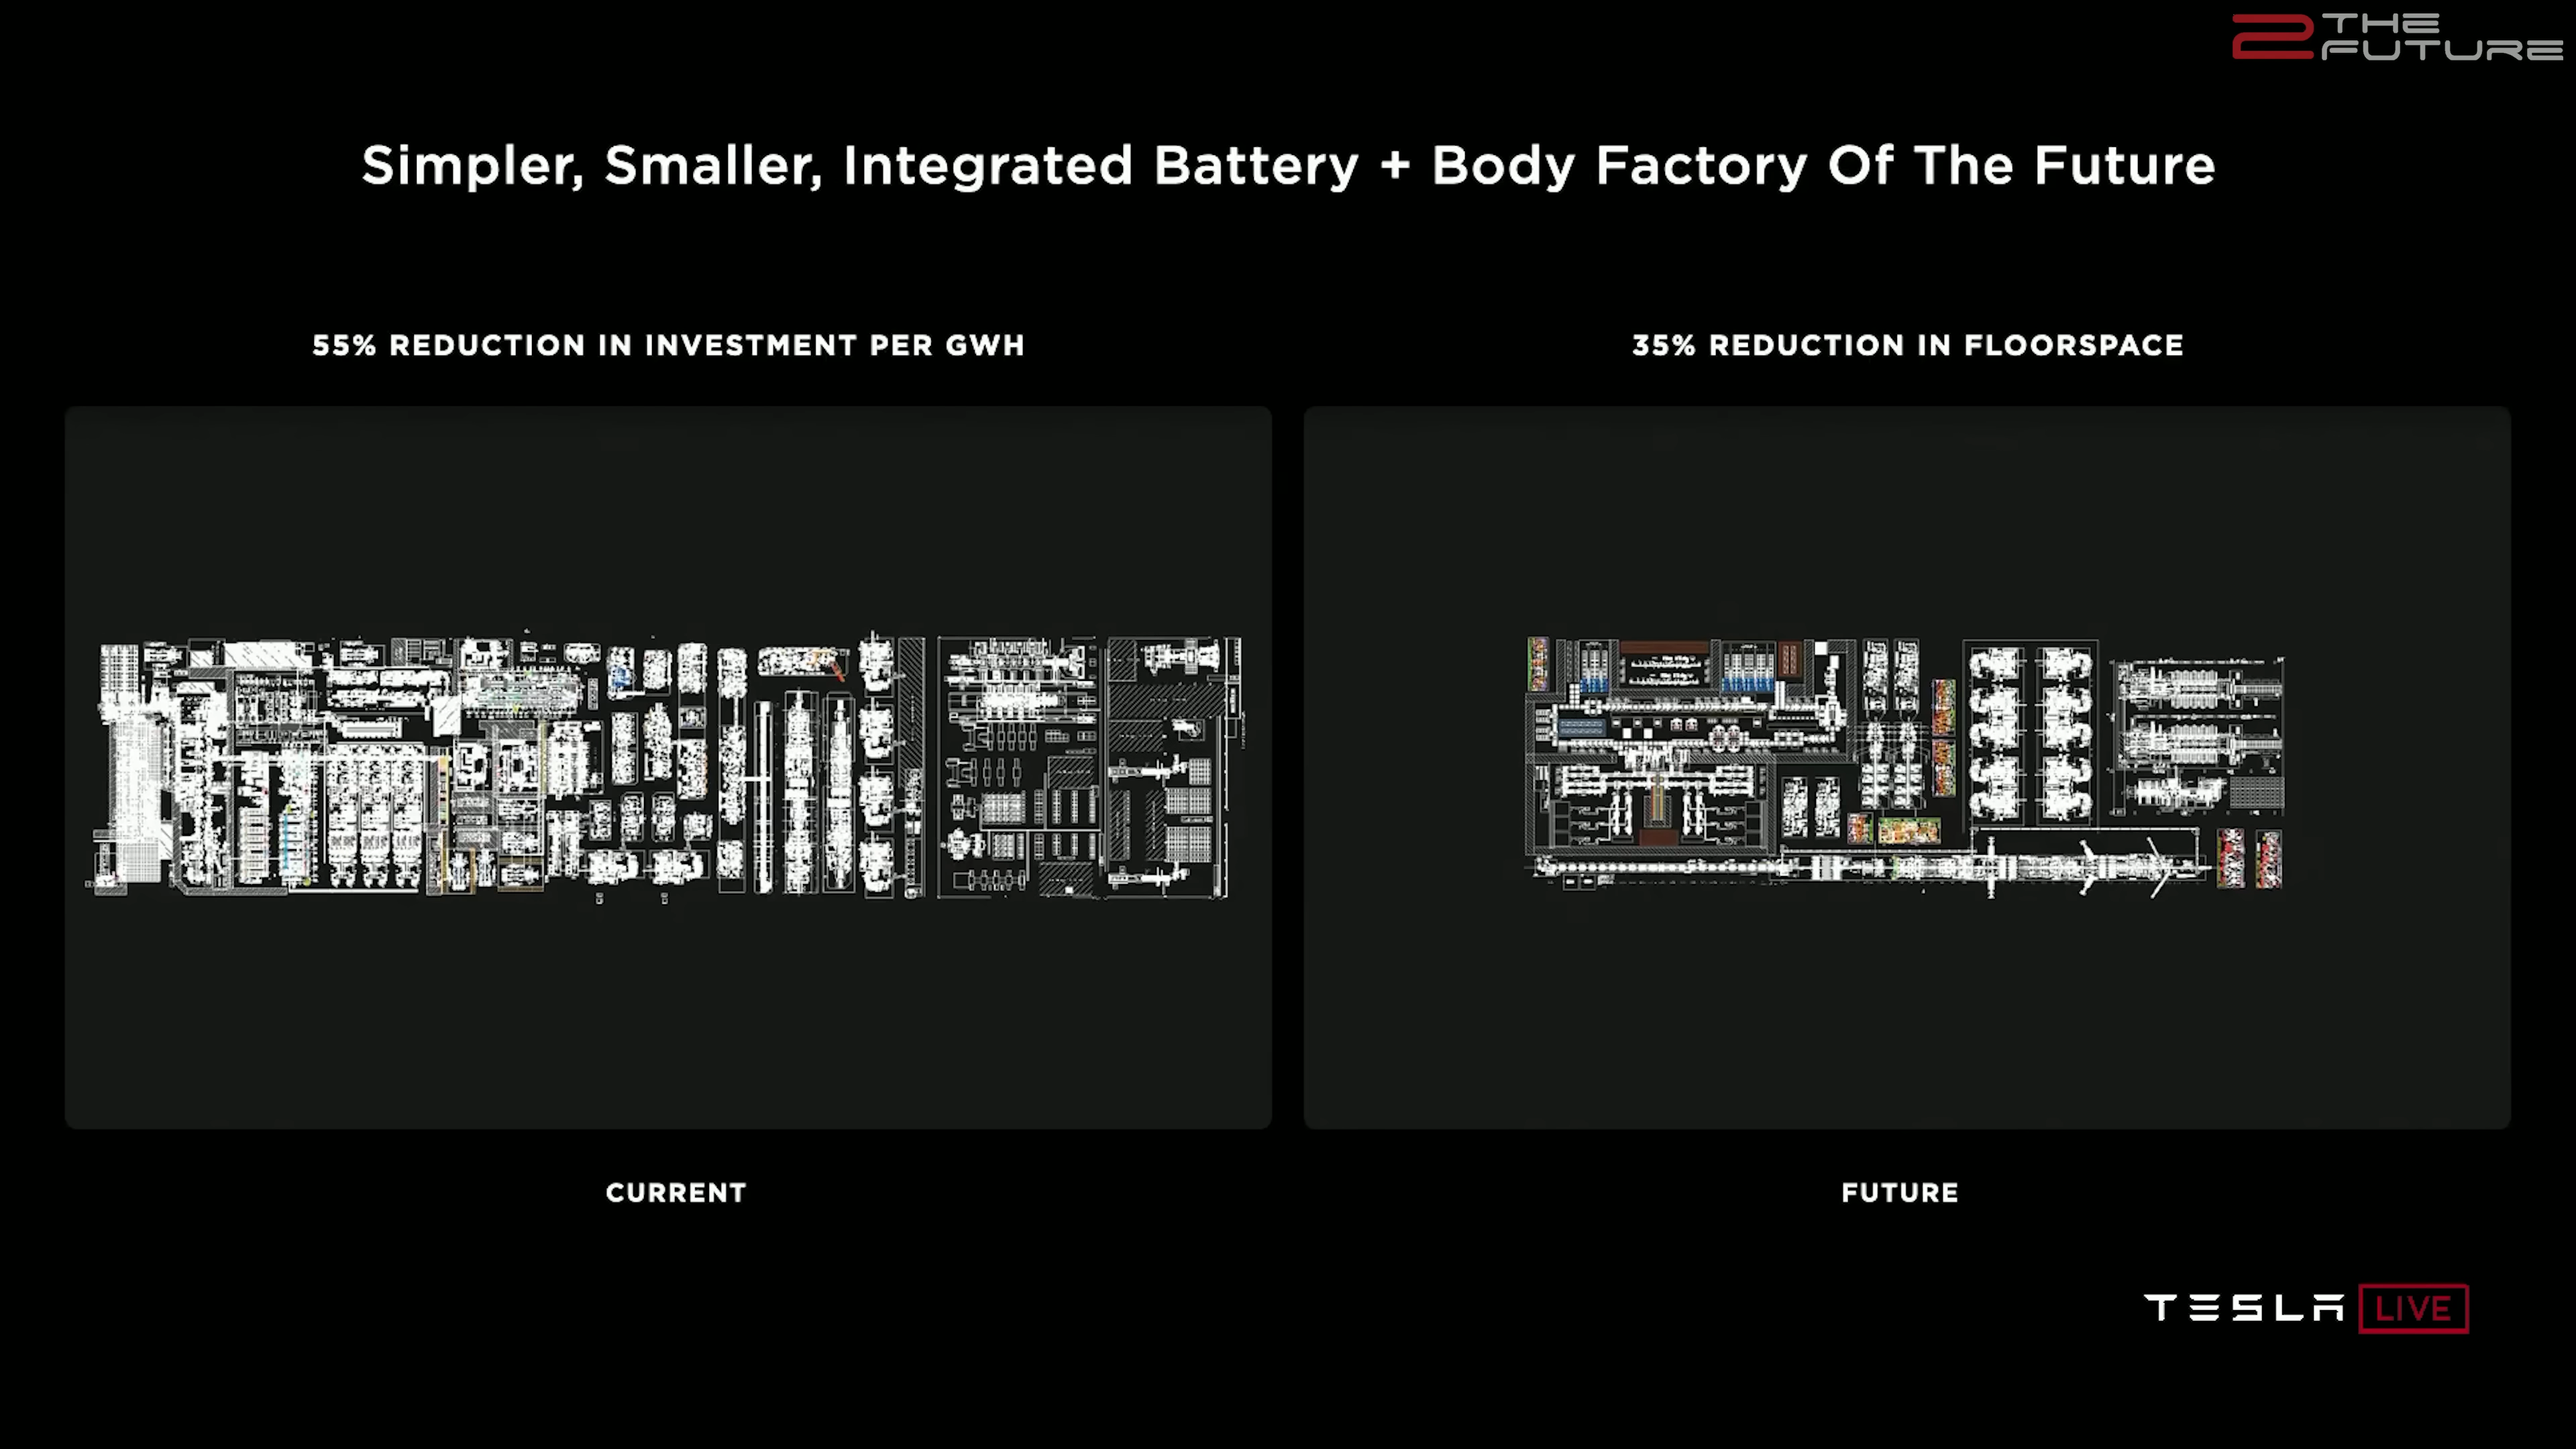 2 THE FUTURE
Simpler, Smaller, Integrated Battery + Body Factory Of The Future
55% REDUCTION IN INVESTMENT PER GWH
35% REDUCTION IN FLOORSPACE
CURRENT
FUTURE
TESLA LIVE